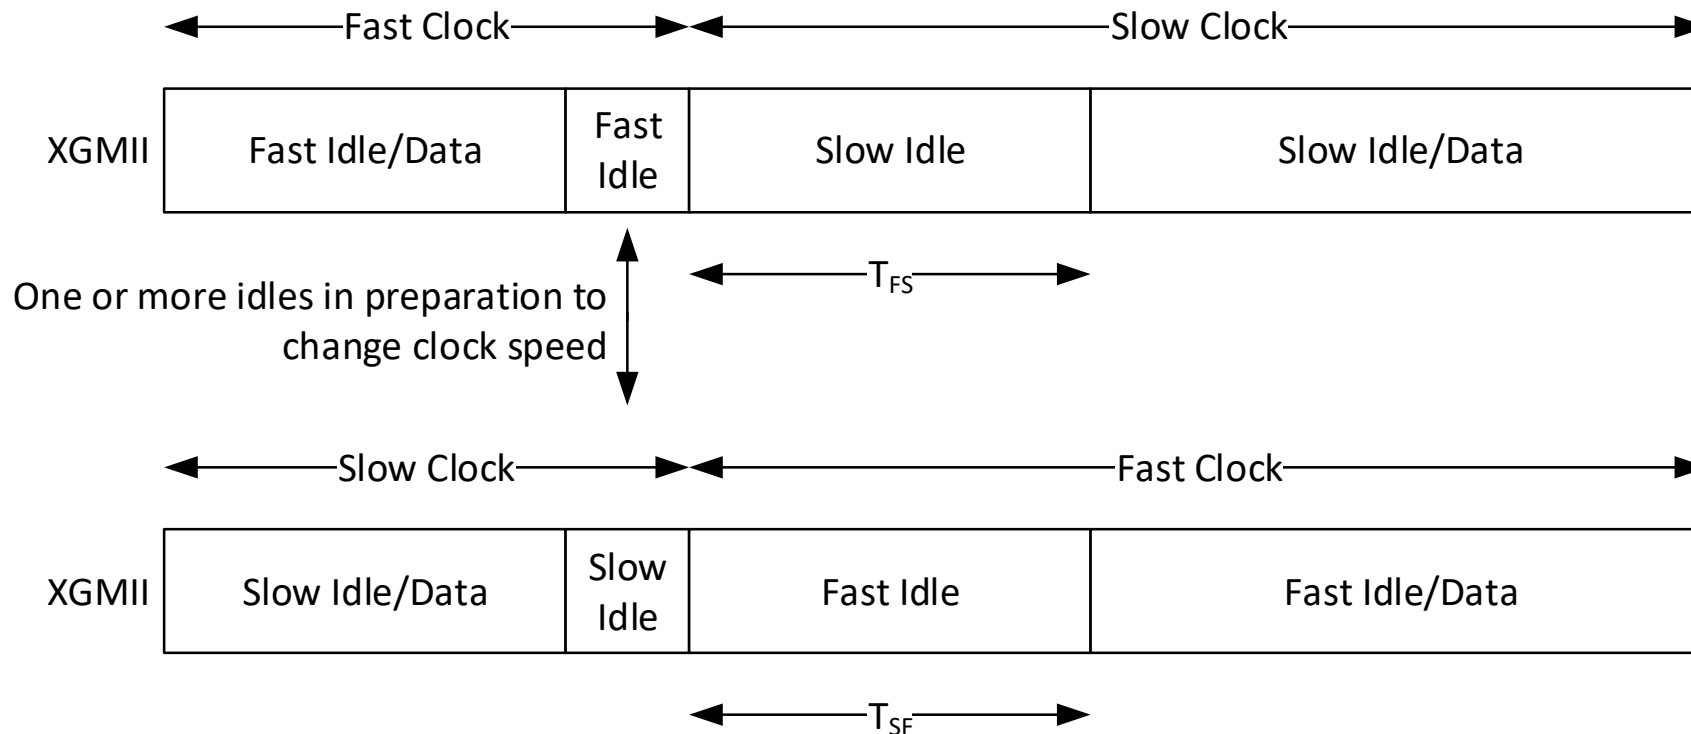 Fast Clock
Slow Clock
XGMII
Fast Idle/Data
Fast
Idle
Slow Idle
Slow Idle/Data
One or more idles in preparation to
change clock speed
TFS
Slow Clock
Fast Clock
XGMII
Slow Idle/Data
Slow
Idle
Fast Idle
Fast Idle/Data
TSF